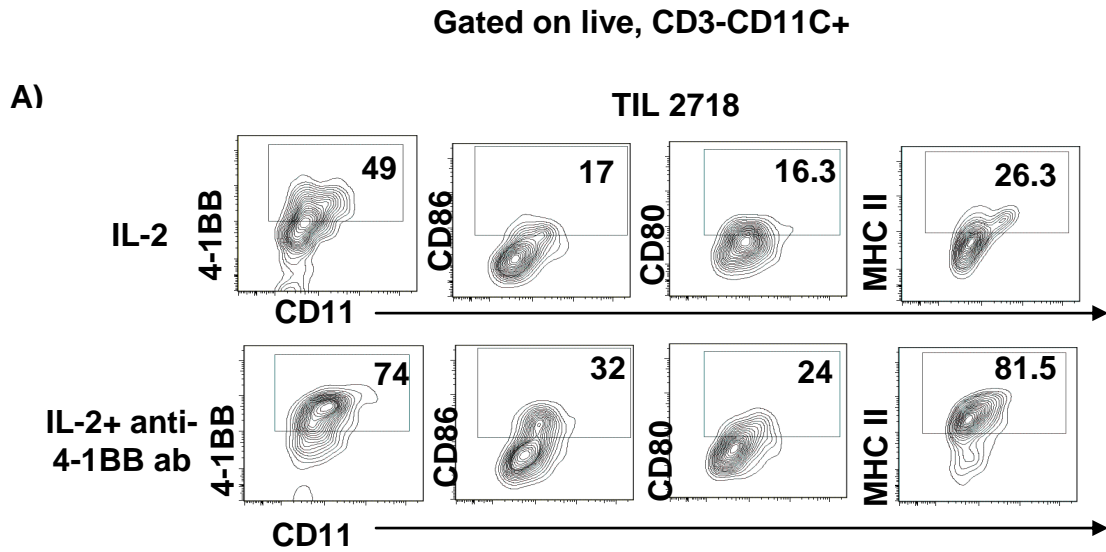 Gated on live, CD3-CD11C+
A)
TIL 2718
IL-2
4-1BB
49
CD86
17
CD80
16.3
MHC II
26.3
CD11
IL-2+ anti-
4-1BB ab
4-1BB
74
CD86
32
CD80
24
MHC II
81.5
CD11